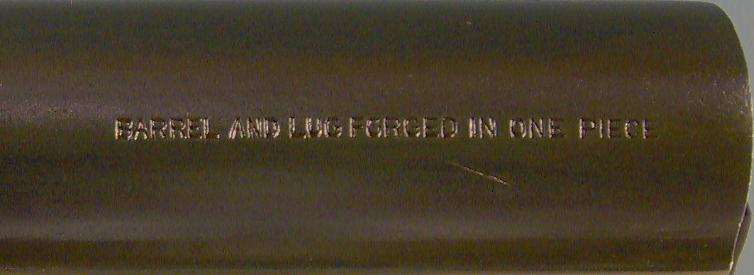 BARREL AND LUG FORGED IN ONE PIECE